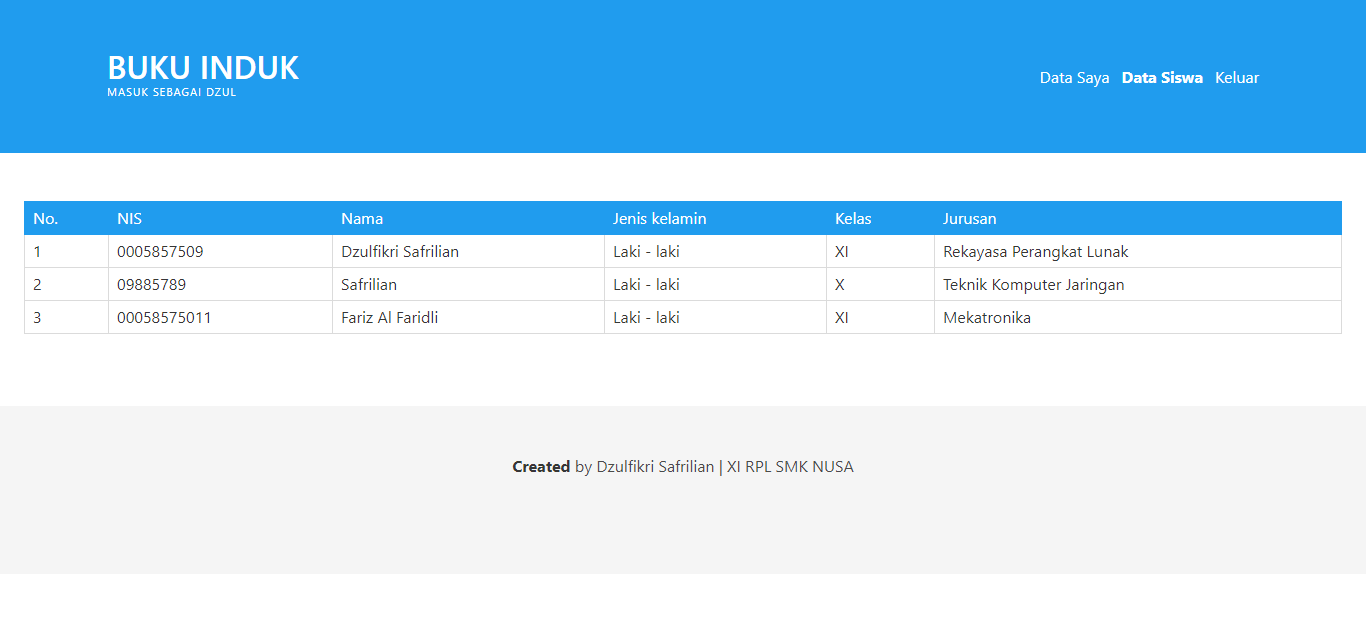 BUKU INDUK
MASUK SEBAGAI DZUL
Data Saya Data Siswa Keluar
No. NIS Nama Jenis kelamin Kelas Jurusan
1 0005857509 Dzulfikri Safrilian Laki - laki XI Rekayasa Perangkat Lunak
2 09885789 Safrilian Laki - laki X Teknik Komputer Jaringan
3 00058575011 Fariz Al Faridli Laki - laki XI Mekatronika
Created by Dzulfikri Safrilian | XI RPL SMK NUSA